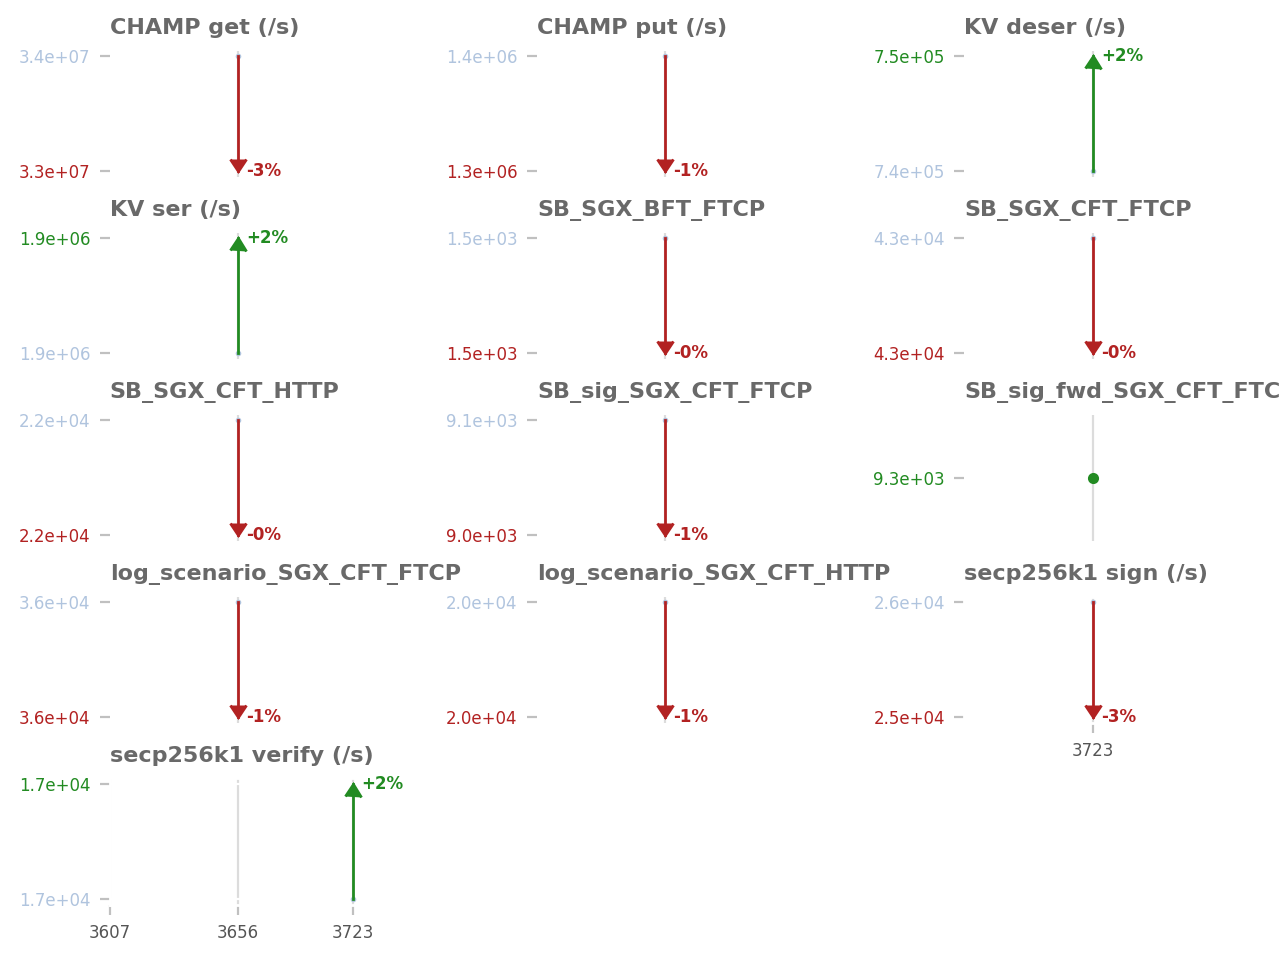 CHAMP get (/s)
CHAMP put (/s)
KV deser (/s)
3.4e+07
1.4e+06
7.5e+05
+2%
3.3e+07
-3%
1.3e+06
-1%
7.4e+05
KV ser (/s)
SB_SGX_BFT_FTCP
SB_SGX_CFT_FTCP
1.9e+06
+2%
1.5e+03
4.3e+04
1.9e+06
1.5e+03
-0%
4.3e+04
-0%
SB_SGX_CFT_HTTP
SB_sig_SGX_CFT_FTCP
SB_sig_fwd_SGX_CFT_FTC
2.2e+04
9.1e+03
9.3e+03
2.2e+04
-0%
9.0e+03
-1%
log_scenario_SGX_CFT_FTCP
log_scenario_SGX_CFT_HTTP
secp256k1 sign (/s)
3.6e+04
2.0e+04
2.6e+04
3.6e+04
-1%
2.0e+04
-1%
2.5e+04
-3%
3723
secp256k1 verify (/s)
1.7e+04
+2%
1.7e+04
3607
3656
3723